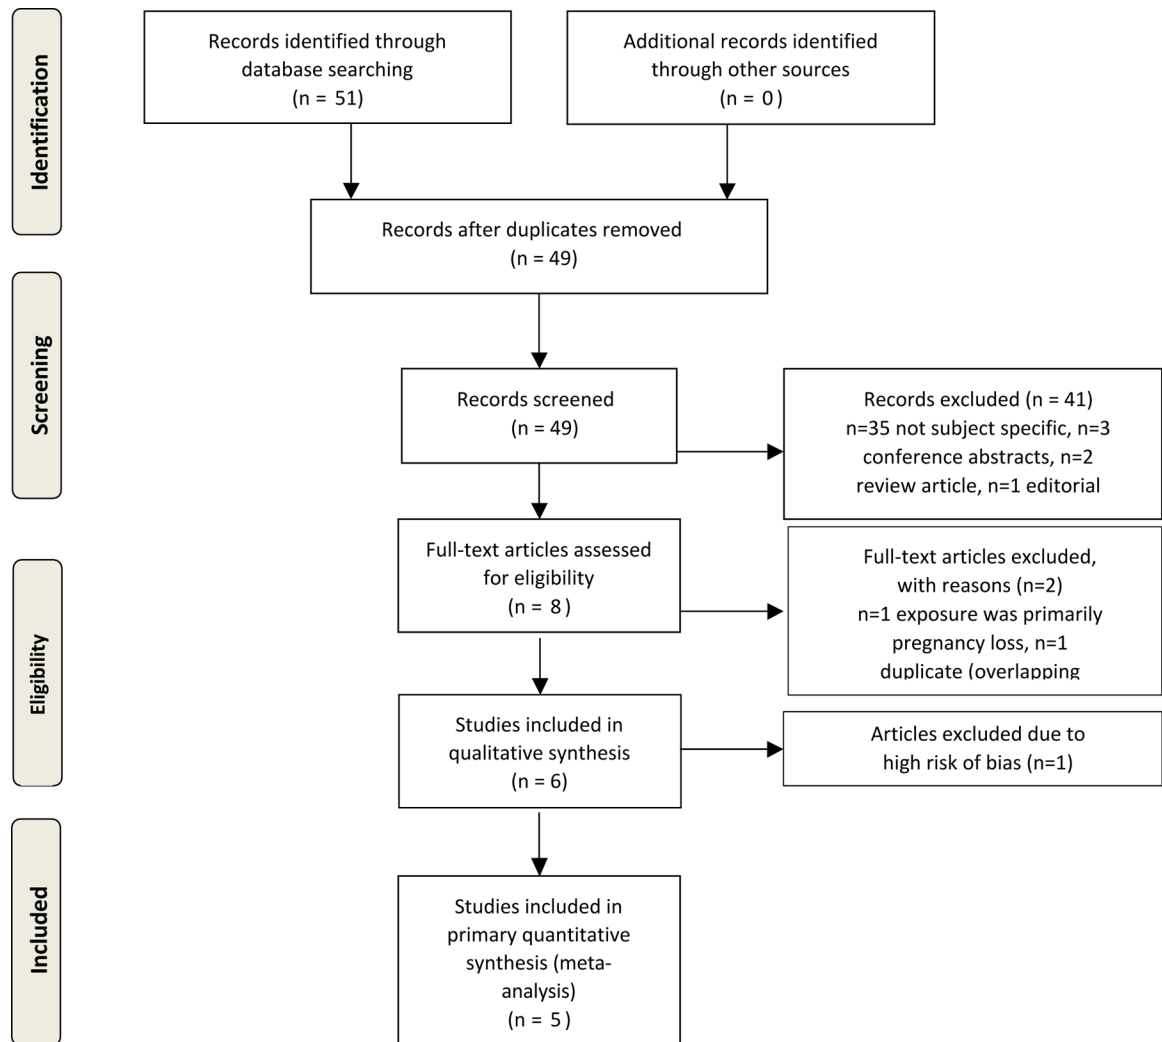 Identification
Records identified through
database searching
(n = 51)
Additional records identified
through other sources
(n = 0 )
Records after duplicates removed
(n = 49)
Screening
Records screened
(n = 49)
Records excluded (n = 41)
n=35 not subject specific, n=3
conference abstracts, n=2
review article, n=1 editorial
Eligibility
Full-text articles assessed
for eligibility
(n = 8 )
Full-text articles excluded,
with reasons (n=2)
n=1 exposure was primarily
pregnancy loss, n=1
duplicate (overlapping
Studies included in
qualitative synthesis
(n = 6)
Articles excluded due to
high risk of bias (n=1)
Included
Studies included in
primary quantitative
synthesis (meta-
analysis)
(n = 5 )